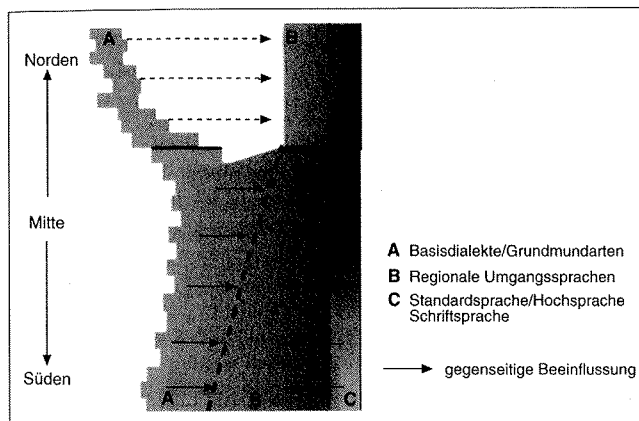 A
B
Norden
Mitte
Süden
A
B
C
A Basisdialekte/Grundmundarten
B Regionale Umgangssprachen
C Standardsprache/Hochsprache
Schriftsprache
gegenseitige Beeinflussung